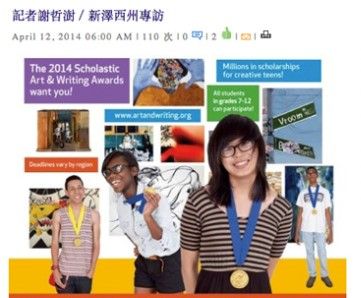 記者謝哲澍 / 新澤西州專訪
April 12, 2014 06:00 AM | 110 次 | 0 | 2 | | |
The 2014 Scholastic
Art & Writing Awards
want you!
Millions in scholarships
for creative teens!
www.artandwriting.org
All students
in grades 7-12
can participate!
Vroom
Deadlines vary by region